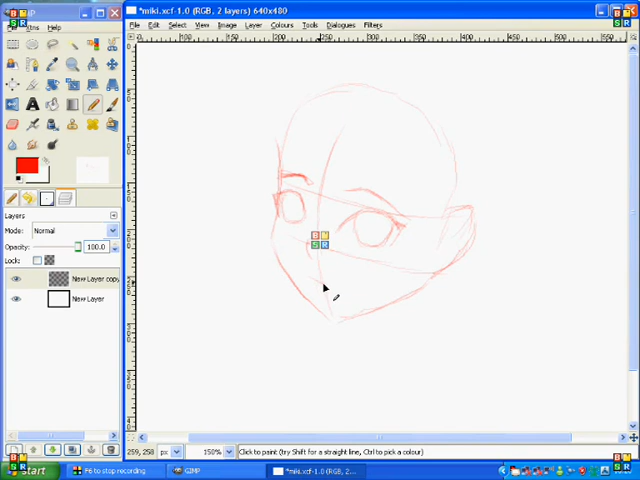 *miki.xcf-1.0 (RGB, 2 layers) 640x480
Xtns Help
File Edit Select View Image Layer Colours Tools Dialogues Filters
Layers
Mode: Normal
Opacity: 100.0
Lock:
New Layer copy
New Layer
259, 258 px 150% Click to paint (try Shift for a straight line, Ctrl to pick a colour)
Start F6 to stop recording GIMP *miki.xcf-1.0 (RGB, 2...